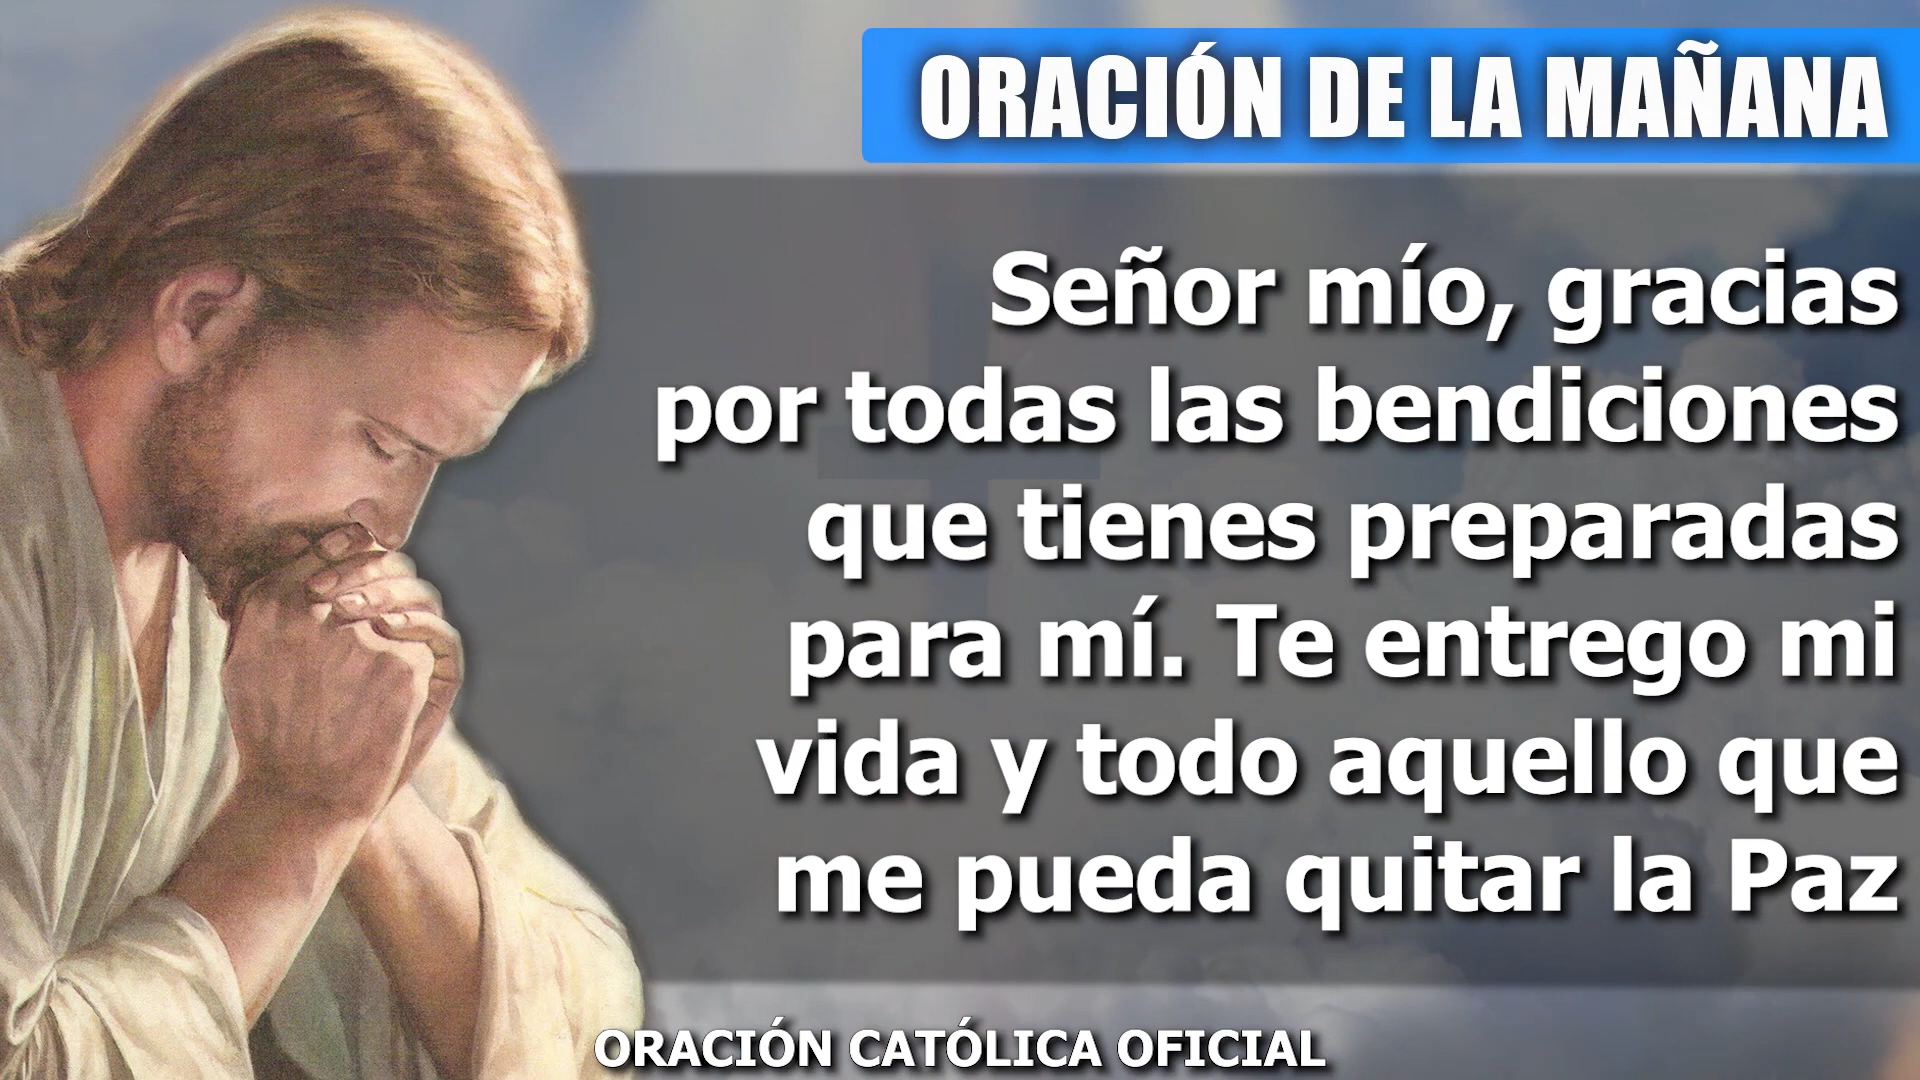 ORACIÓN DE LA MAÑANA
Señor mío, gracias
por todas las bendiciones
que tienes preparadas
para mí. Te entrego mi
vida y todo aquello que
me pueda quitar la Paz
ORACIÓN CATÓLICA OFICIAL